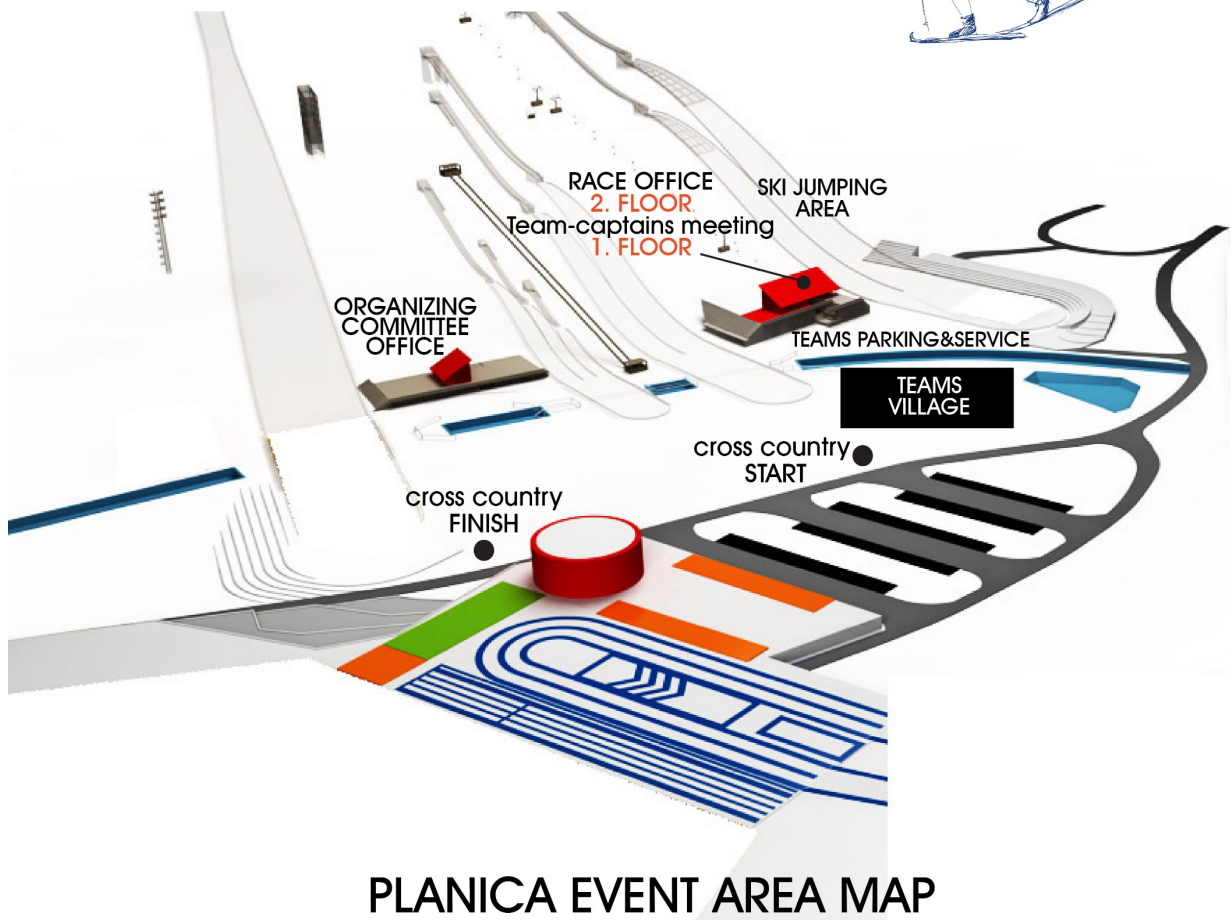 RACE OFFICE
2. FLOOR
Team-captains meeting
1. FLOOR
SKI JUMPING
AREA
ORGANIZING
COMMITTEE
OFFICE
TEAMS PARKING&SERVICE
TEAMS
VILLAGE
cross country
START
cross country
FINISH
PLANICA EVENT AREA MAP